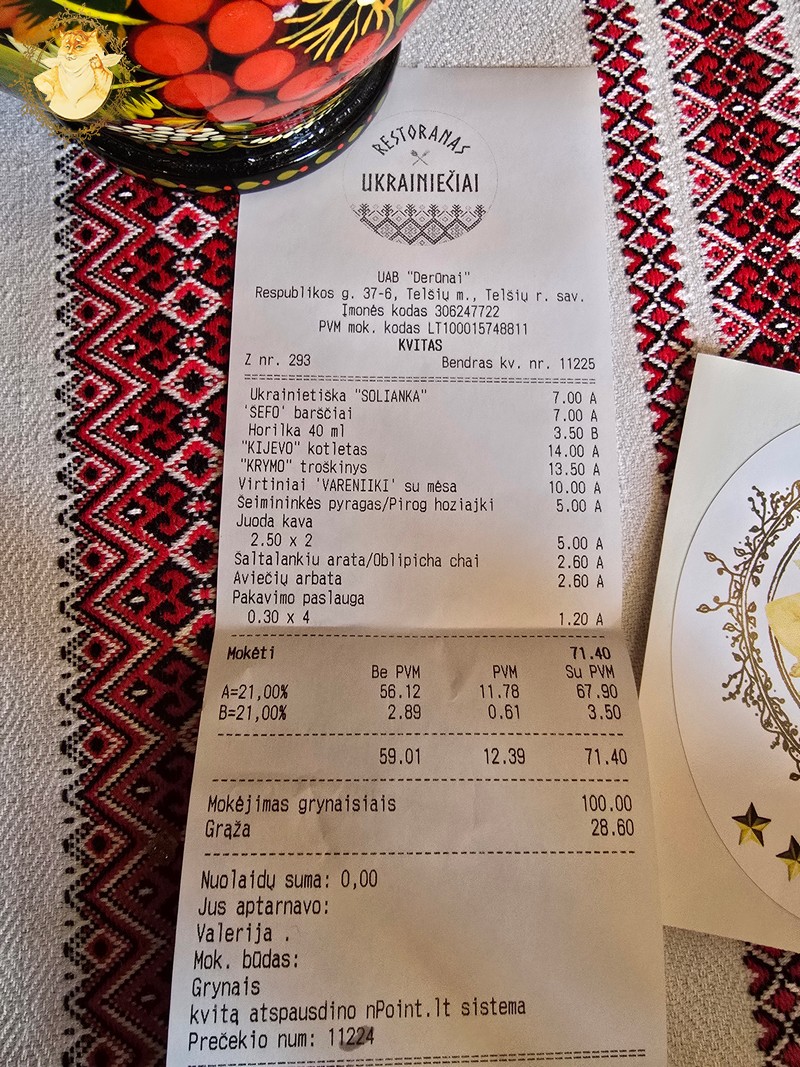 RESTORANAS
UKRAINIEČIAI
UAB "Derūnai"
Respublikos g. 37-6, Telšių m., Telšių r. sav.
Įmonės kodas 306247722
PVM mok. kodas LT100015748811
KVITAS
Z nr. 293 Bendras kv. nr. 11225
Ukrainietiška "SOLIANKA" 7.00 A
'ŠEFO' barščiai 7.00 A
Horilka 40 ml 3.50 B
"KIJEVO" kotletas 14.00 A
"KRYMO" troškinys 13.50 A
Virtiniai 'VARENIIKI' su mėsa 10.00 A
Šeimininkės pyragas/Pirog hoziajki 5.00 A
Juoda kava
2.50 x 2 5.00 A
Šaltalankiu arata/Oblipicha chai 2.60 A
Aviečių arbata 2.60 A
Pakavimo paslauga
0.30 x 4 1.20 A
Mokėti 71.40
Be PVM PVM Su PVM
A=21,00% 56.12 11.78 67.90
B=21,00% 2.89 0.61 3.50
59.01 12.39 71.40
Mokėjimas grynaisiais 100.00
Grąža 28.60
Nuolaidų suma: 0,00
Jus aptarnavo:
Valerija .
Mok. būdas:
Grynais
kvitą atspausdino nPoint.lt sistema
Prečekio num: 11224